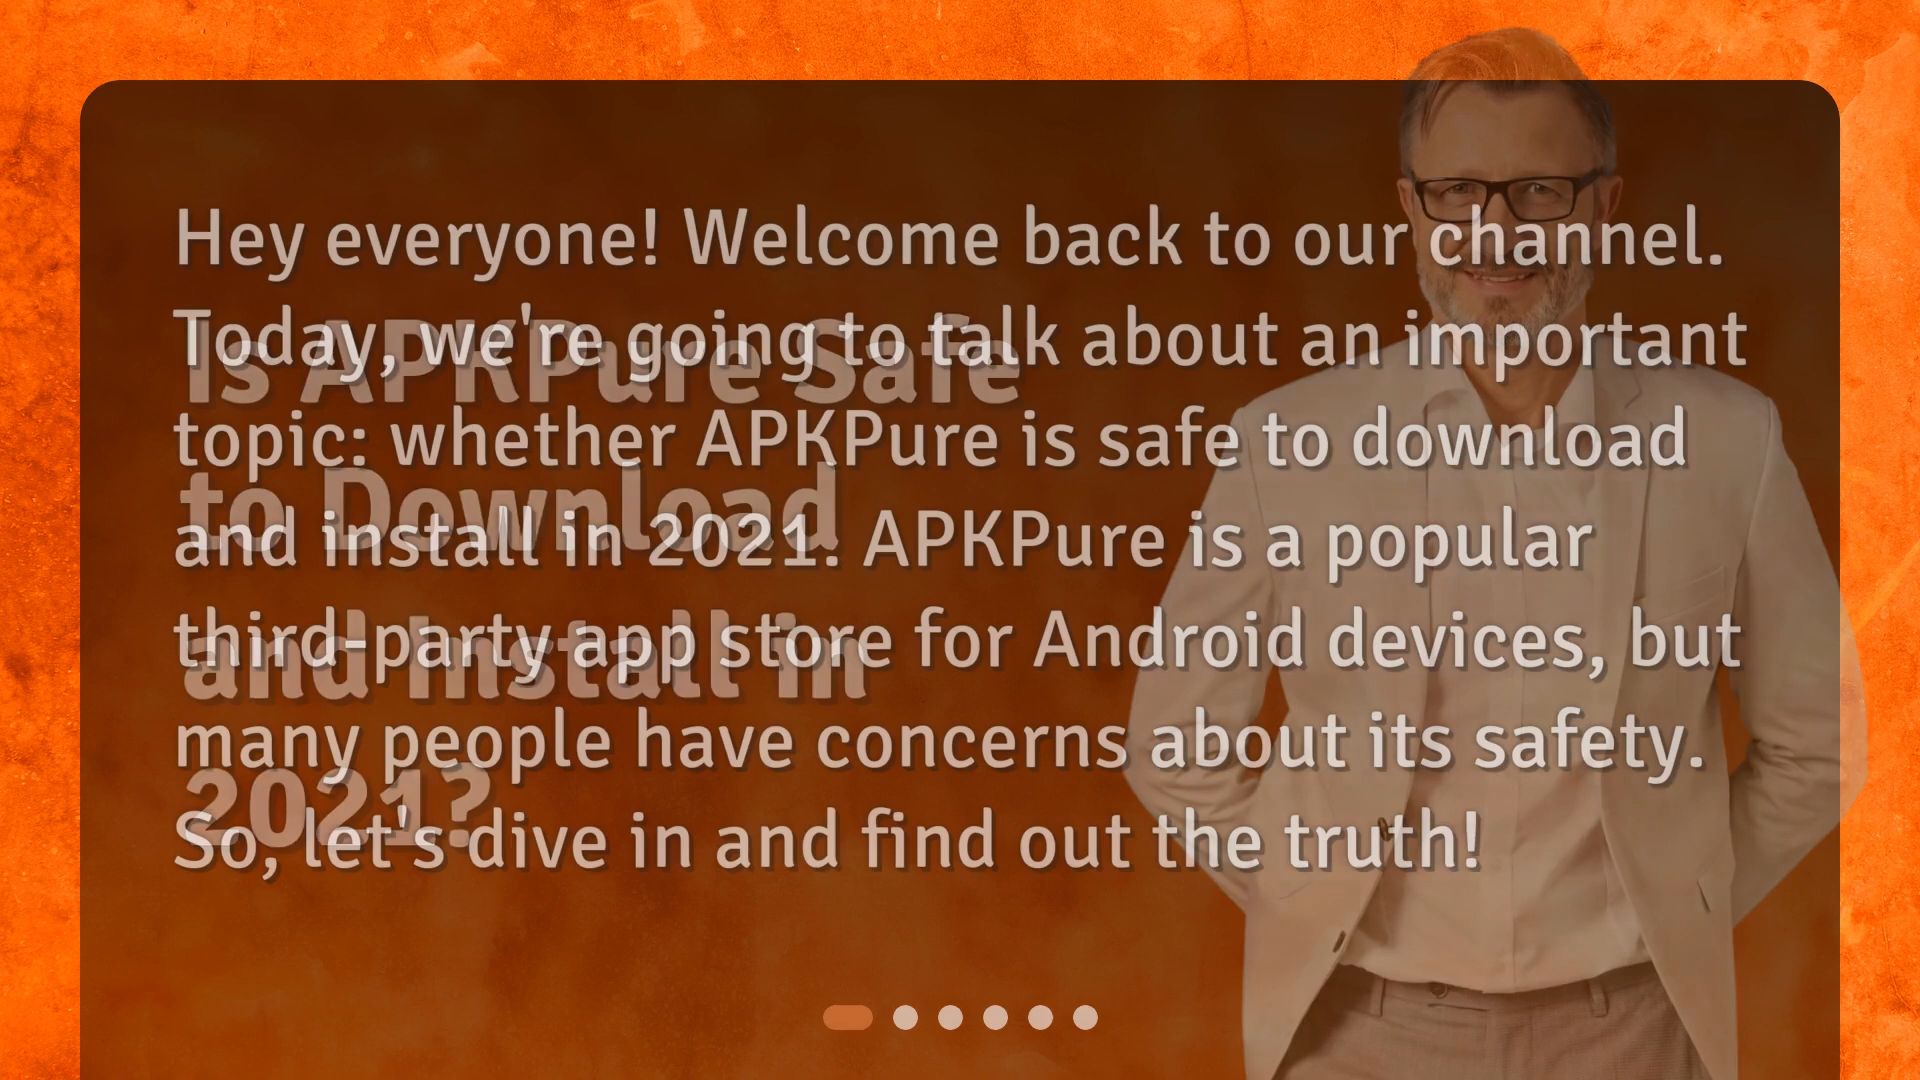 Hey everyone! Welcome back to our channel.
Today, we're going to talk about an important
topic: whether APKPure is safe to download
and install in 2021. APKPure is a popular
third-party app store for Android devices, but
many people have concerns about its safety.
So, let's dive in and find out the truth!
Is APKPure Safe
to Download
and Install in
2021?